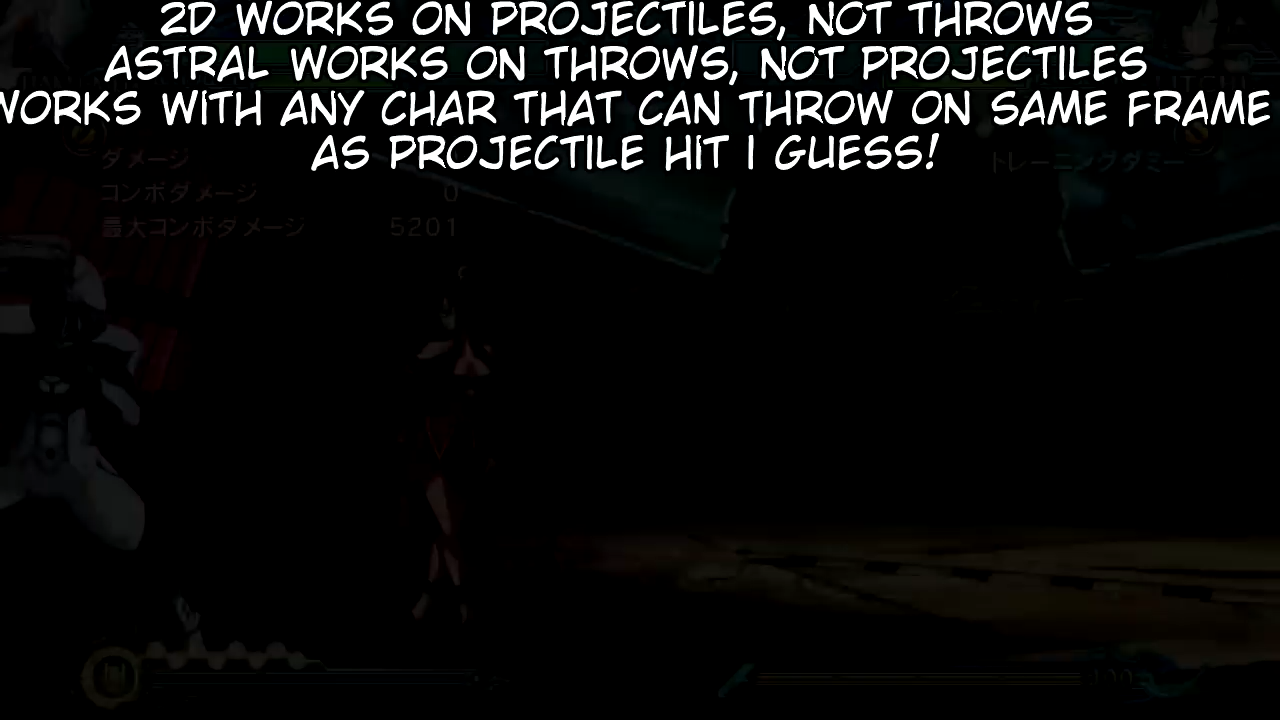 2D WORKS ON PROJECTILES, NOT THROWS
ASTRAL WORKS ON THROWS, NOT PROJECTILES
WORKS WITH ANY CHAR THAT CAN THROW ON SAME FRAME
AS PROJECTILE HIT I GUESS!
ダメージ
トレーニングダミー
コンボダメージ 0
最大コンボダメージ 5201
100